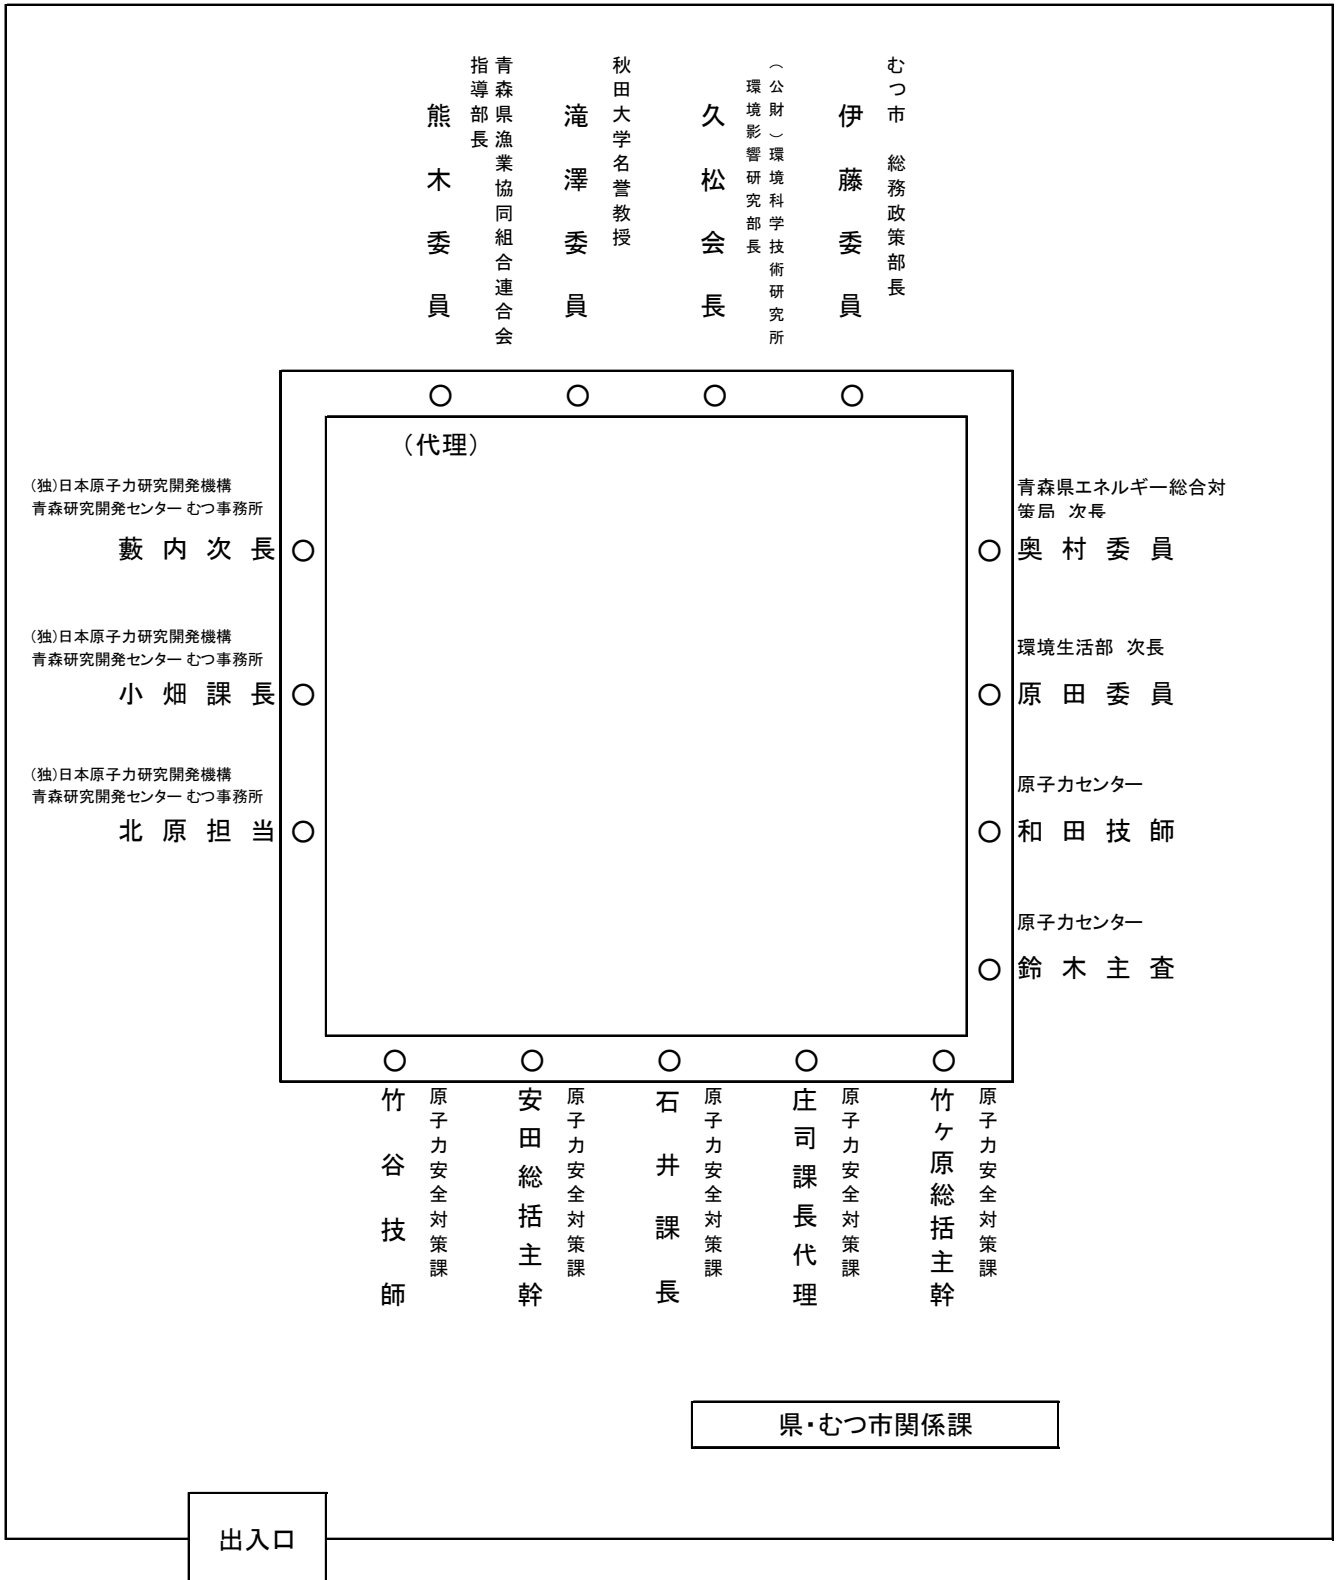 むつ市　総務政策部長
伊藤委員
（公財）環境科学技術研究所
環境影響研究部長
久松会長
秋田大学名誉教授
滝澤委員
青森県漁業協同組合連合会
指導部長
熊木委員
（代理）
(独)日本原子力研究開発機構
青森研究開発センター むつ事務所
藪内次長
(独)日本原子力研究開発機構
青森研究開発センター むつ事務所
小畑課長
(独)日本原子力研究開発機構
青森研究開発センター むつ事務所
北原担当
青森県エネルギー総合対
策局　次長
奥村委員
環境生活部　次長
原田委員
原子力センター
和田技師
原子力センター
鈴木主査
原子力安全対策課
竹ヶ原総括主幹
原子力安全対策課
庄司課長代理
原子力安全対策課
石井課長
原子力安全対策課
安田総括主幹
原子力安全対策課
竹谷技師
県・むつ市関係課
出入口